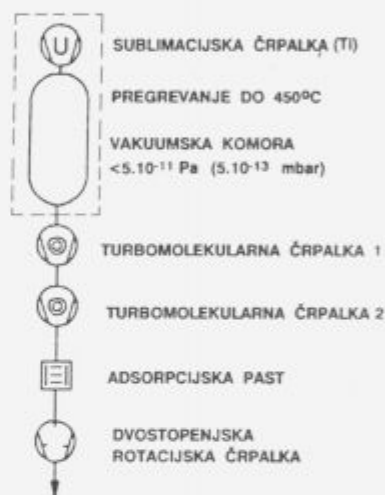 U
SUBLIMACIJSKA ČRPALKA (TI)
PREGREVANJE DO 450ºC
VAKUUMSKA KOMORA
<5.10⁻¹¹ Pa (5.10⁻¹³ mbar)
TURBOMOLEKULARNA ČRPALKA 1
TURBOMOLEKULARNA ČRPALKA 2
ADSORPCIJSKA PAST
DVOSTOPENJSKA
ROTACIJSKA ČRPALKA